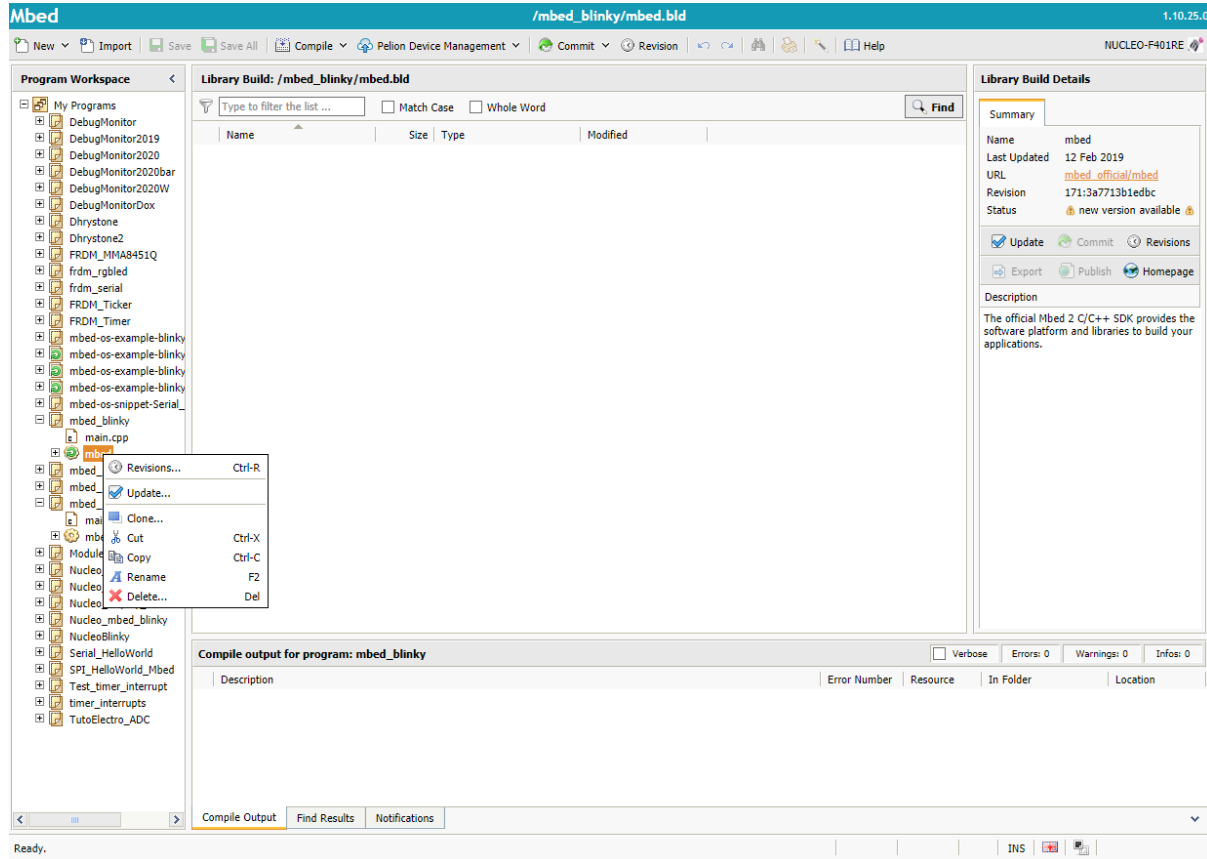 Mbed /mbed_blinky/mbed.bld 1.10.25.0
New Import Save Save All Compile Pelion Device Management Commit Revision Help NUCLEO-F401RE
Program Workspace
My Programs
DebugMonitor
DebugMonitor2019
DebugMonitor2020
DebugMonitor2020bar
DebugMonitor2020W
DebugMonitorDox
Dhrystone
Dhrystone2
FRDM_MMA8451Q
frdm_rgbled
frdm_serial
FRDM_Ticker
FRDM_Timer
mbed-os-example-blinky
mbed-os-example-blinky
mbed-os-example-blinky
mbed-os-example-blinky
mbed-os-snippet-Serial_
mbed_blinky
main.cpp
mbed_
mbed_
mbed_
Module
Nucleo_
Nucleo
Nucleo_mbed_blinky
NucleoBlinky
Serial_HelloWorld
SPI_HelloWorld_Mbed
Test_timer_interrupt
timer_interrupts
TutoElectro_ADC
Revisions... Ctrl-R
Update...
Clone...
Cut Ctrl-X
Copy Ctrl-C
Rename F2
Delete... Del
Library Build: /mbed_blinky/mbed.bld
Type to filter the list ... Match Case Whole Word Find
Name Size Type Modified
Library Build Details
Summary
Name mbed
Last Updated 12 Feb 2019
URL mbed_official/mbed
Revision 171:3a7713b1edbc
Status new version available
Update Commit Revisions
Export Publish Homepage
Description
The official Mbed 2 C/C++ SDK provides the
software platform and libraries to build your
applications.
Compile output for program: mbed_blinky Verbose Errors: 0 Warnings: 0 Infos: 0
Description Error Number Resource In Folder Location
Compile Output Find Results Notifications
Ready. INS